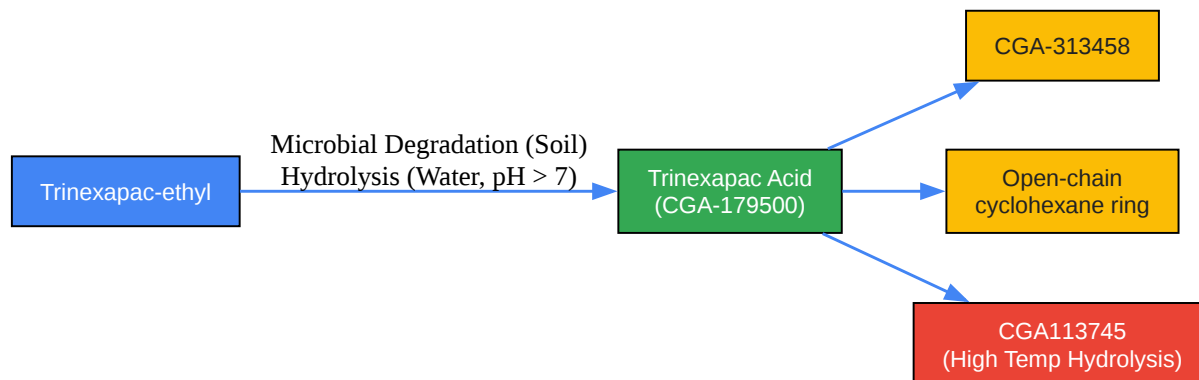 Trinexapac-ethyl
Microbial Degradation (Soil)
Hydrolysis (Water, pH > 7)
Trinexapac Acid
(CGA-179500)
CGA-313458
Open-chain
cyclohexane ring
CGA113745
(High Temp Hydrolysis)